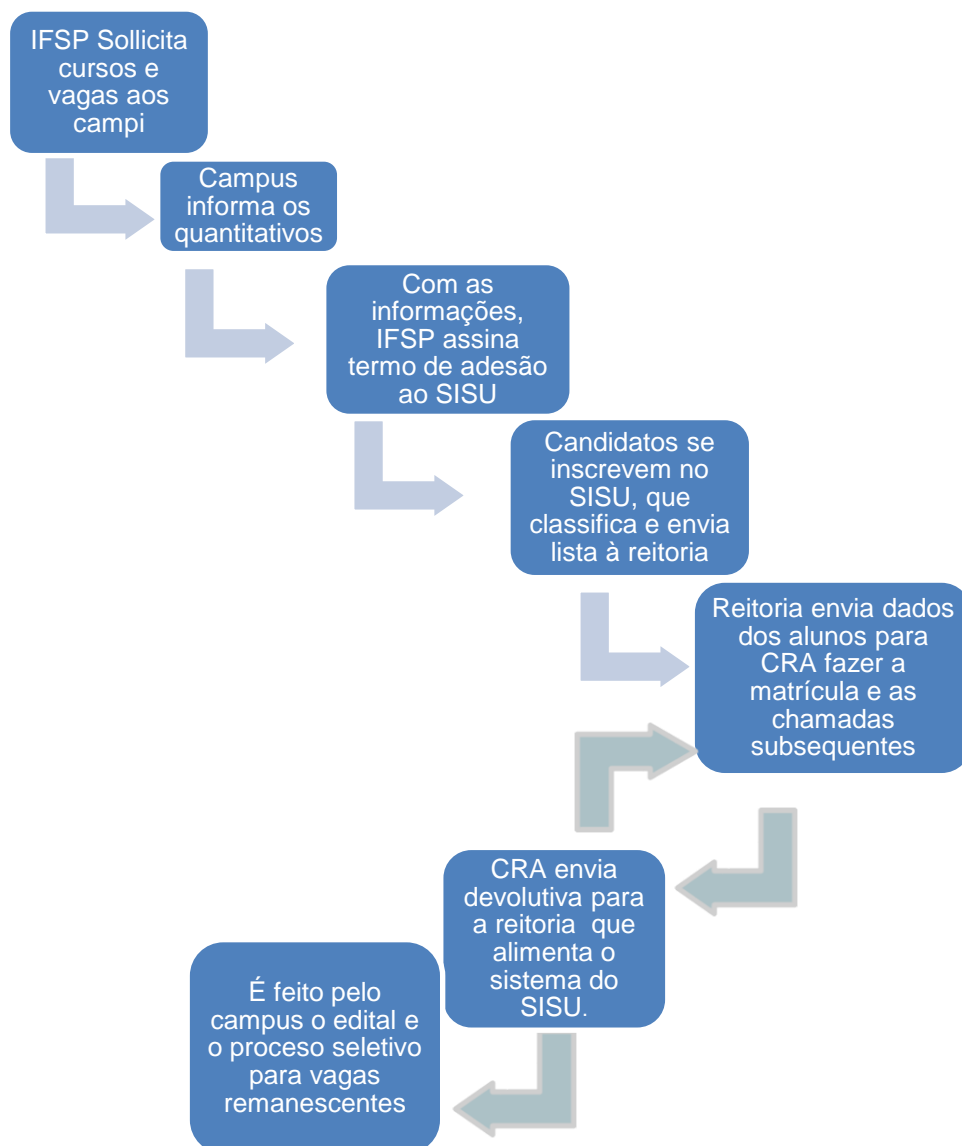 IFSP Sollicita
cursos e
vagas aos
campi
Campus
informa os
quantitativos
Com as
informações,
IFSP assina
termo de adesão
ao SISU
Candidatos se
inscrevem no
SISU, que
classifica e envia
lista à reitoria
Reitoria envia dados
dos alunos para
CRA fazer a
matrícula e as
chamadas
subsequentes
CRA envia
devolutiva para
a reitoria que
alimenta o
sistema do
SISU.
É feito pelo
campus o edital e
o proceso seletivo
para vagas
remanescentes